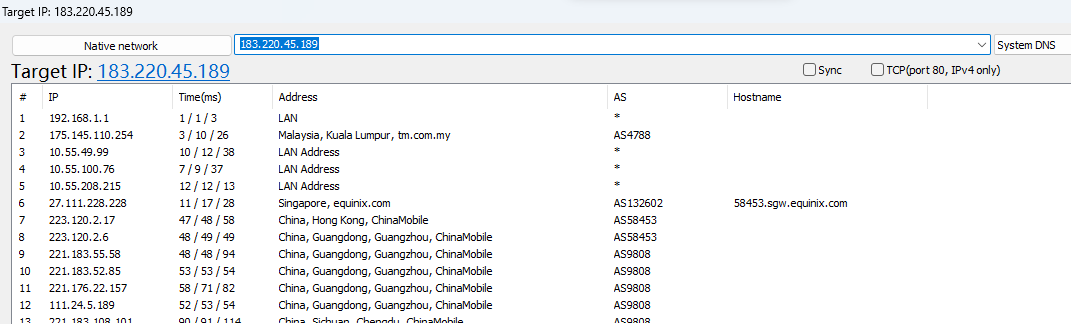 Target IP: 183.220.45.189
Native network 183.220.45.189 System DNS
Target IP: 183.220.45.189 Sync TCP(port 80, IPv4 only)
# IP Time(ms) Address AS Hostname
1 192.168.1.1 1 / 1 / 3 LAN *
2 175.145.110.254 3 / 10 / 26 Malaysia, Kuala Lumpur, tm.com.my AS4788
3 10.55.49.99 10 / 12 / 38 LAN Address *
4 10.55.100.76 7 / 9 / 37 LAN Address *
5 10.55.208.215 12 / 12 / 13 LAN Address *
6 27.111.228.228 11 / 17 / 28 Singapore, equinix.com AS132602 58453.sgw.equinix.com
7 223.120.2.17 47 / 48 / 58 China, Hong Kong, ChinaMobile AS58453
8 223.120.2.6 48 / 49 / 49 China, Guangdong, Guangzhou, ChinaMobile AS58453
9 221.183.55.58 48 / 48 / 94 China, Guangdong, Guangzhou, ChinaMobile AS9808
10 221.183.52.85 53 / 53 / 54 China, Guangdong, Guangzhou, ChinaMobile AS9808
11 221.176.22.157 58 / 71 / 82 China, Guangdong, Guangzhou, ChinaMobile AS9808
12 111.24.5.189 52 / 53 / 54 China, Guangdong, Guangzhou, ChinaMobile AS9808
13 221.183.108.101 90 / 91 / 114 China, Sichuan, Chengdu, ChinaMobile AS9808